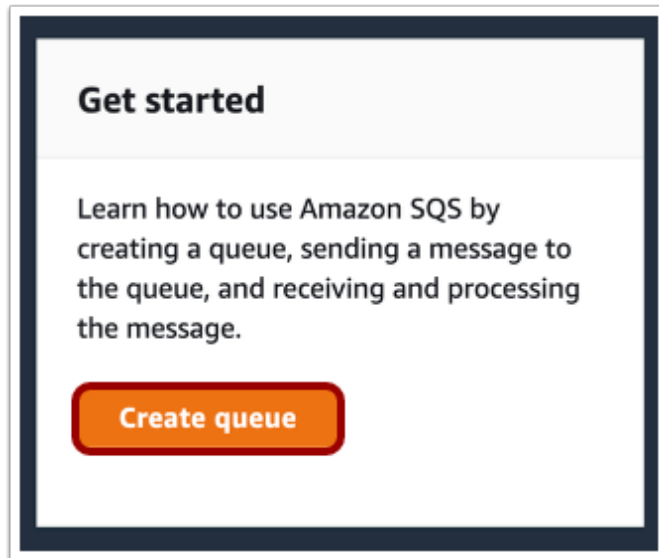 Get started
Learn how to use Amazon SQS by
creating a queue, sending a message to
the queue, and receiving and processing
the message.
Create queue